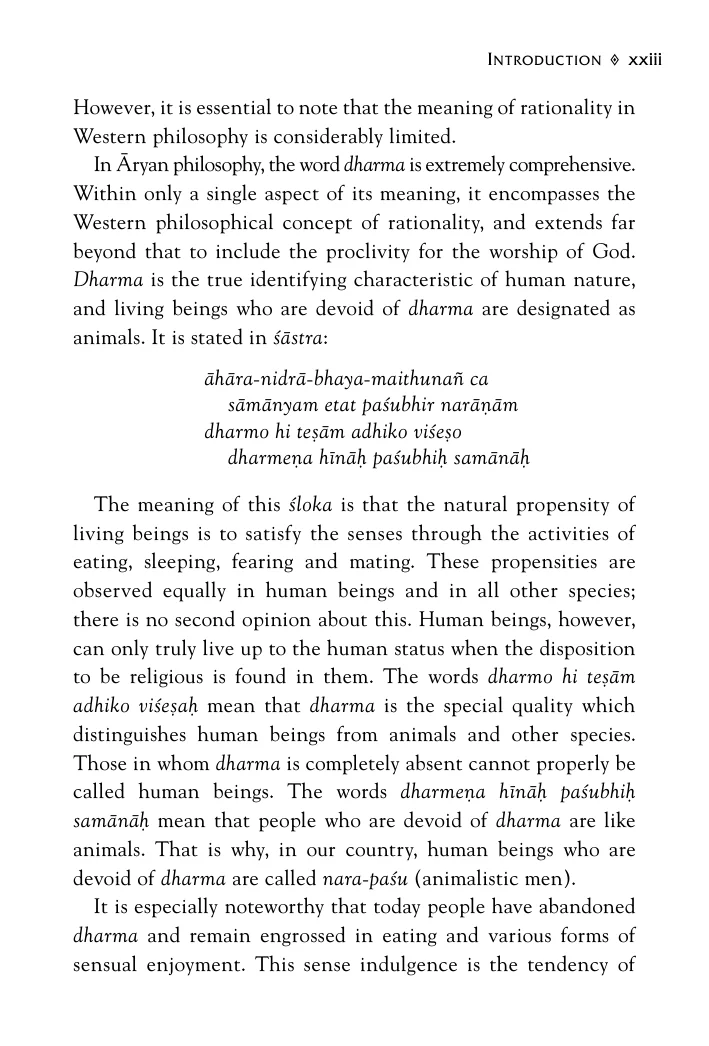 INTRODUCTION ◊ xxiii
However, it is essential to note that the meaning of rationality in
Western philosophy is considerably limited.
In Āryan philosophy, the word dharma is extremely comprehensive.
Within only a single aspect of its meaning, it encompasses the
Western philosophical concept of rationality, and extends far
beyond that to include the proclivity for the worship of God.
Dharma is the true identifying characteristic of human nature,
and living beings who are devoid of dharma are designated as
animals. It is stated in śāstra:
āhāra-nidrā-bhaya-maithunañ ca
sāmānyam etat paśubhir narāṇām
dharmo hi teṣām adhiko viśeṣo
dharmeṇa hīnāḥ paśubhiḥ samānāḥ
The meaning of this śloka is that the natural propensity of
living beings is to satisfy the senses through the activities of
eating, sleeping, fearing and mating. These propensities are
observed equally in human beings and in all other species;
there is no second opinion about this. Human beings, however,
can only truly live up to the human status when the disposition
to be religious is found in them. The words dharmo hi teṣām
adhiko viśeṣaḥ mean that dharma is the special quality which
distinguishes human beings from animals and other species.
Those in whom dharma is completely absent cannot properly be
called human beings. The words dharmeṇa hīnāḥ paśubhiḥ
samānāḥ mean that people who are devoid of dharma are like
animals. That is why, in our country, human beings who are
devoid of dharma are called nara-paśu (animalistic men).
It is especially noteworthy that today people have abandoned
dharma and remain engrossed in eating and various forms of
sensual enjoyment. This sense indulgence is the tendency of